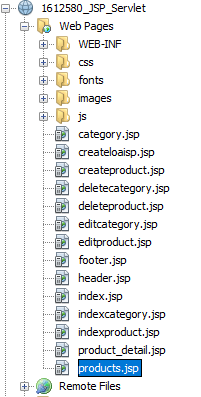 1612580_JSP_Servlet
Web Pages
WEB-INF
css
fonts
images
js
category.jsp
createloaisp.jsp
createproduct.jsp
deletecategory.jsp
deleteproduct.jsp
editcategory.jsp
editproduct.jsp
footer.jsp
header.jsp
index.jsp
indexcategory.jsp
indexproduct.jsp
product_detail.jsp
products.jsp
Remote Files